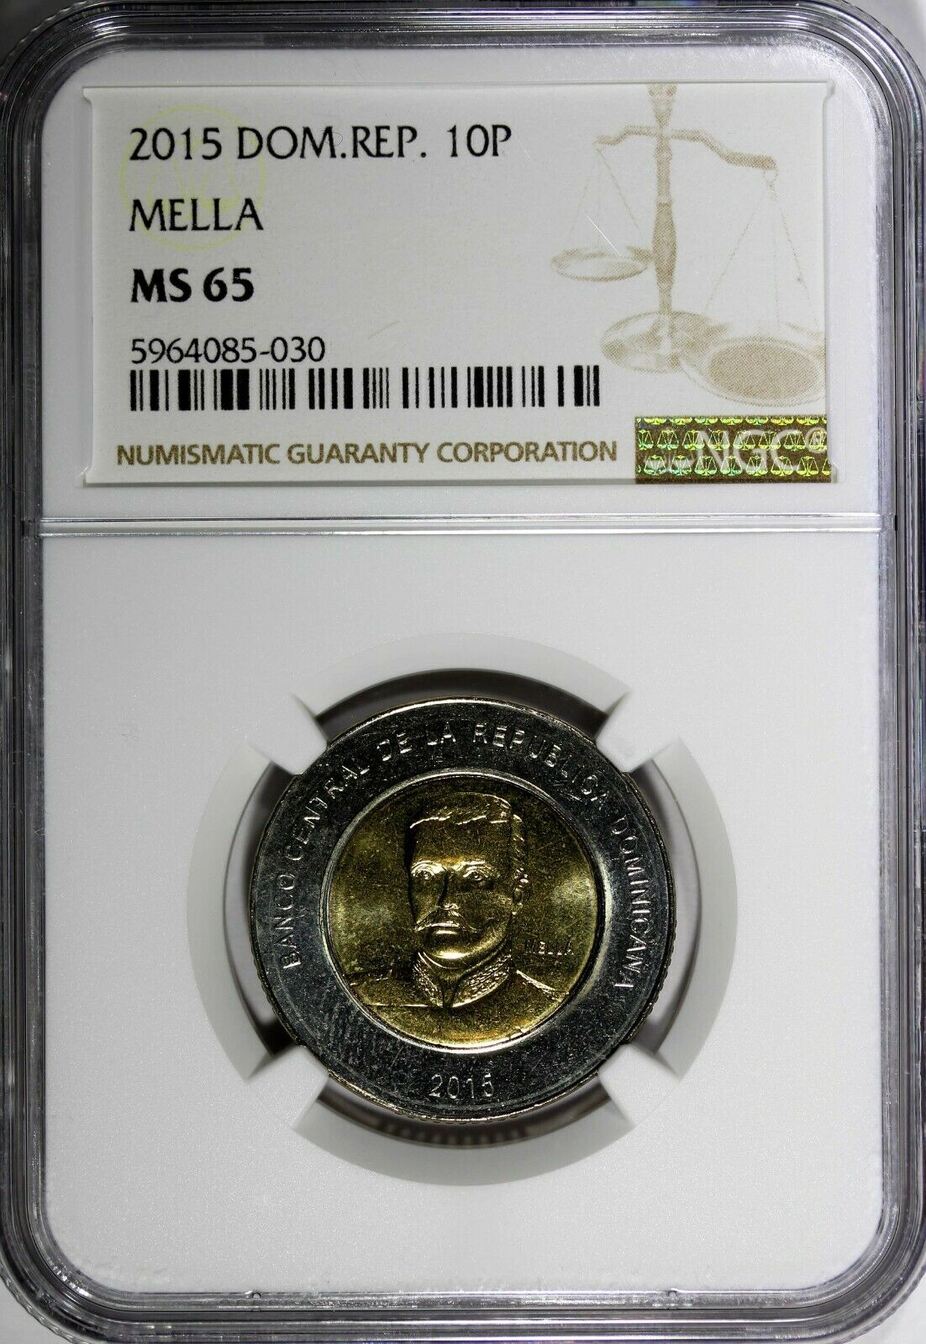 2015 DOM.REP. 10P
MELLA
MS 65
5964085-030
NUMISMATIC GUARANTY CORPORATION
NGC®
BANCO CENTRAL DE LA REPUBLICA DOMINICANA
MELLA
2015